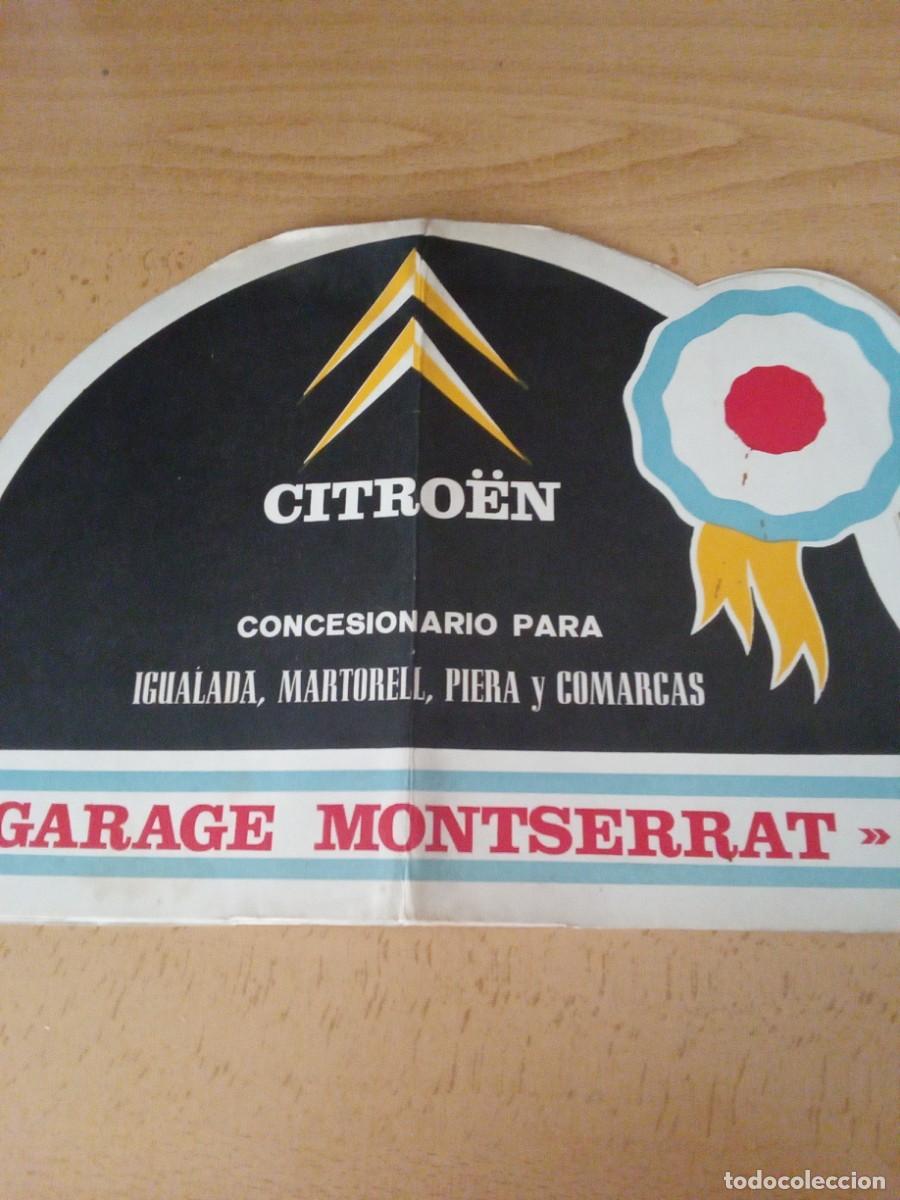 CITROËN
CONCESIONARIO PARA
IGUALADA, MARTORELL, PIERA y COMARCAS
GARAGE MONTSERRAT »
todocoleccion